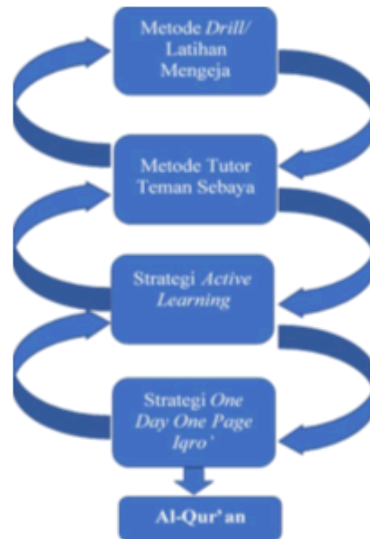 Metode Drill/
Latihan
Mengeja
Metode Tutor
Teman Sebaya
Strategi Active
Learning
Strategi One
Day One Page
Iqro’
Al-Qur’an